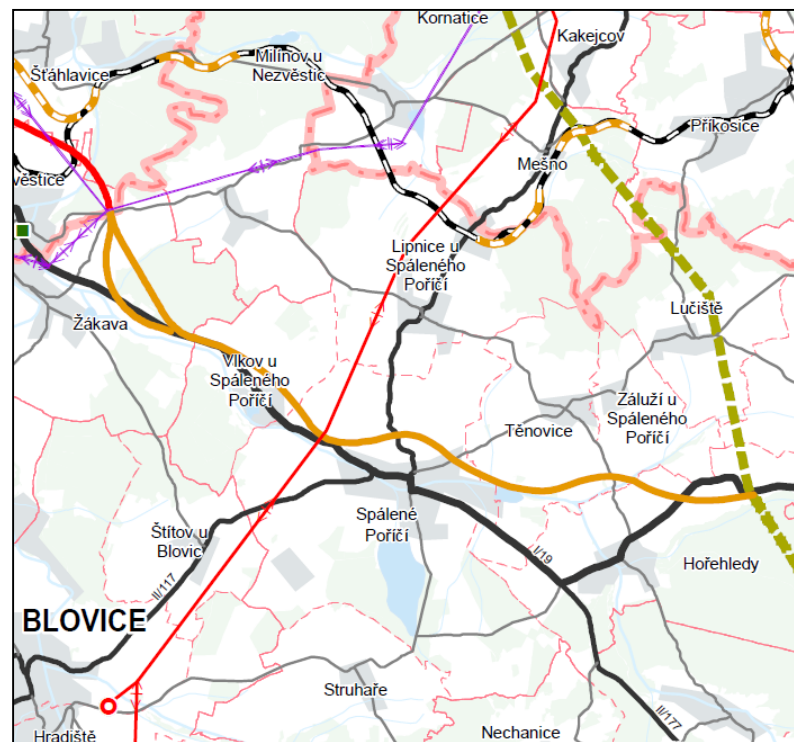 Kornatice
Kakejcov
Milínov u
Nezvěstic
Šťáhlavice
Příkosice
Mešno
věstice
Lipnice u
Spáleného
Poříčí
Lučiště
Žákava
Vlkov u
Spáleného
Poříčí
Záluží u
Spáleného
Poříčí
Těnovice
Spálené
Poříčí
Štítov u
Blovic
I/19
Hořehledy
II/117
BLOVICE
Struhaře
II/177
Hradiště
Nechanice